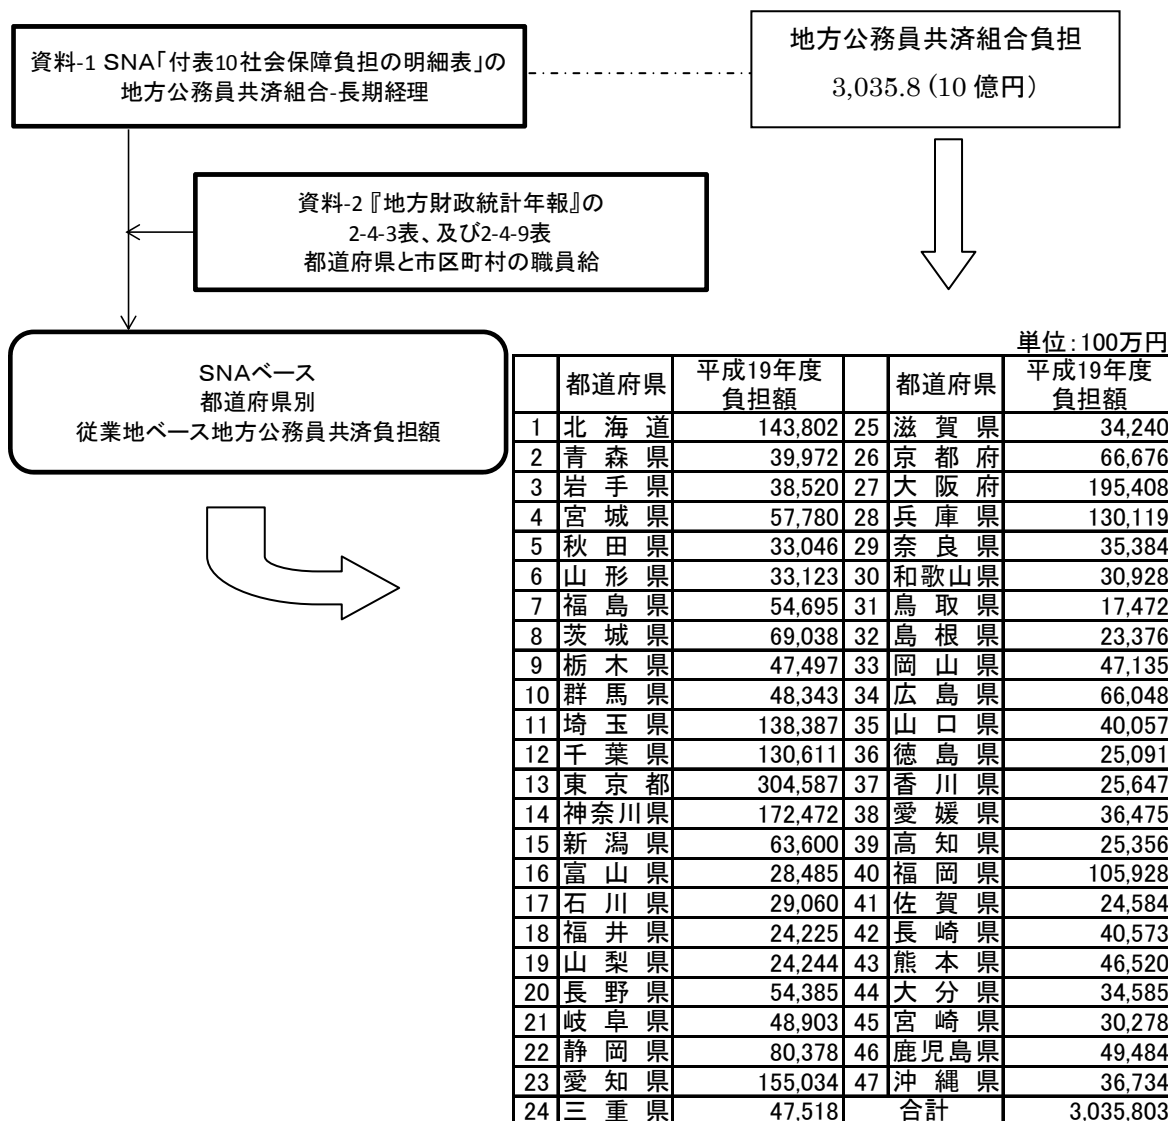 資料-1 SNA「付表10社会保障負担の明細表」の
地方公務員共済組合-長期経理
地方公務員共済組合負担
3,035.8 (10 億円)
資料-2 『地方財政統計年報』の
2-4-3表、及び2-4-9表
都道府県と市区町村の職員給
SNAベース
都道府県別
従業地ベース地方公務員共済負担額
単位:100万円
都道府県 平成19年度 負担額 都道府県 平成19年度 負担額
1 北海道 143,802 25 滋賀県 34,240
2 青森県 39,972 26 京都府 66,676
3 岩手県 38,520 27 大阪府 195,408
4 宮城県 57,780 28 兵庫県 130,119
5 秋田県 33,046 29 奈良県 35,384
6 山形県 33,123 30 和歌山県 30,928
7 福島県 54,695 31 鳥取県 17,472
8 茨城県 69,038 32 島根県 23,376
9 栃木県 47,497 33 岡山県 47,135
10 群馬県 48,343 34 広島県 66,048
11 埼玉県 138,387 35 山口県 40,057
12 千葉県 130,611 36 徳島県 25,091
13 東京都 304,587 37 香川県 25,647
14 神奈川県 172,472 38 愛媛県 36,475
15 新潟県 63,600 39 高知県 25,356
16 富山県 28,485 40 福岡県 105,928
17 石川県 29,060 41 佐賀県 24,584
18 福井県 24,225 42 長崎県 40,573
19 山梨県 24,244 43 熊本県 46,520
20 長野県 54,385 44 大分県 34,585
21 岐阜県 48,903 45 宮崎県 30,278
22 静岡県 80,378 46 鹿児島県 49,484
23 愛知県 155,034 47 沖縄県 36,734
24 三重県 47,518 合計 3,035,803